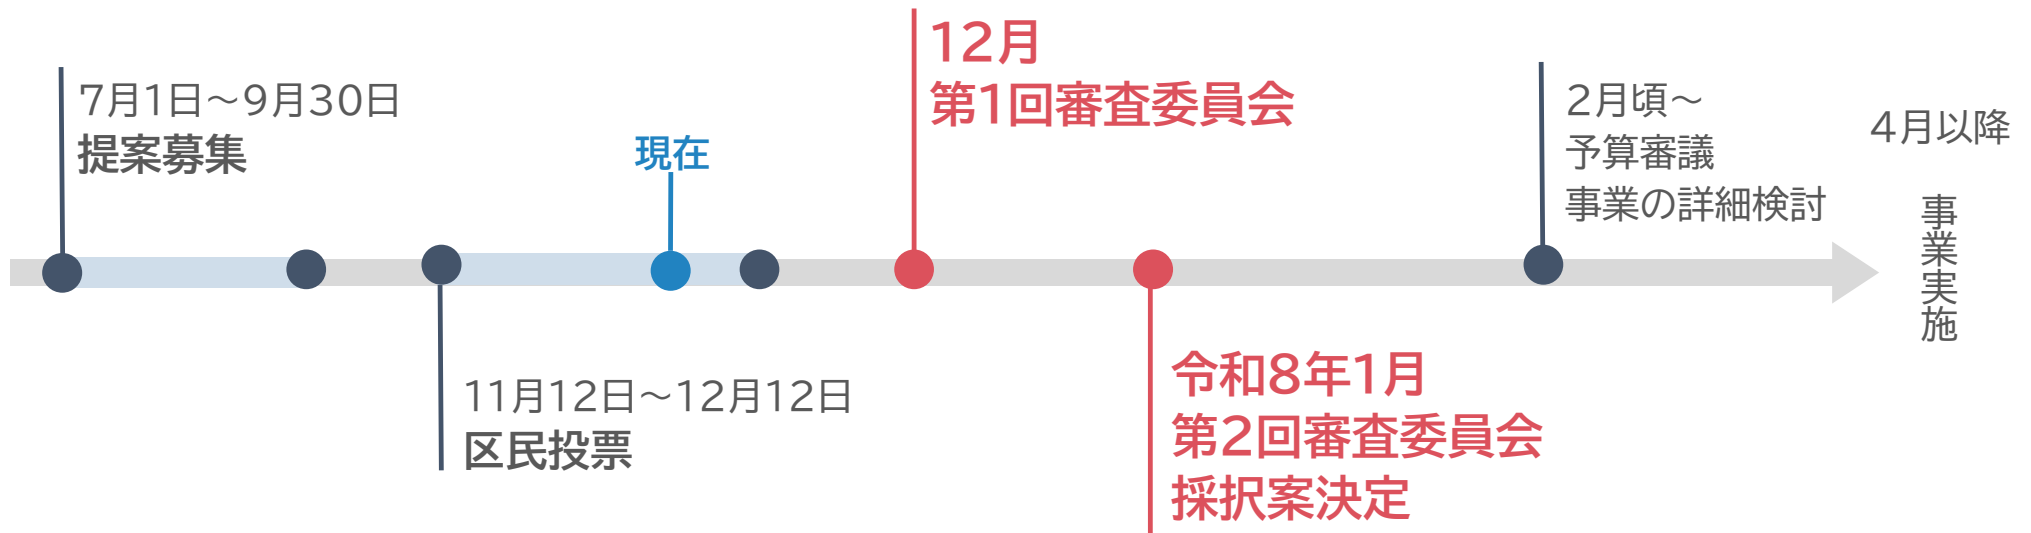 7月1日～9月30日
提案募集
11月12日～12月12日
区民投票
現在
12月
第1回審査委員会
令和8年1月
第2回審査委員会
採択案決定
2月頃～
予算審議
事業の詳細検討
4月以降
事業実施